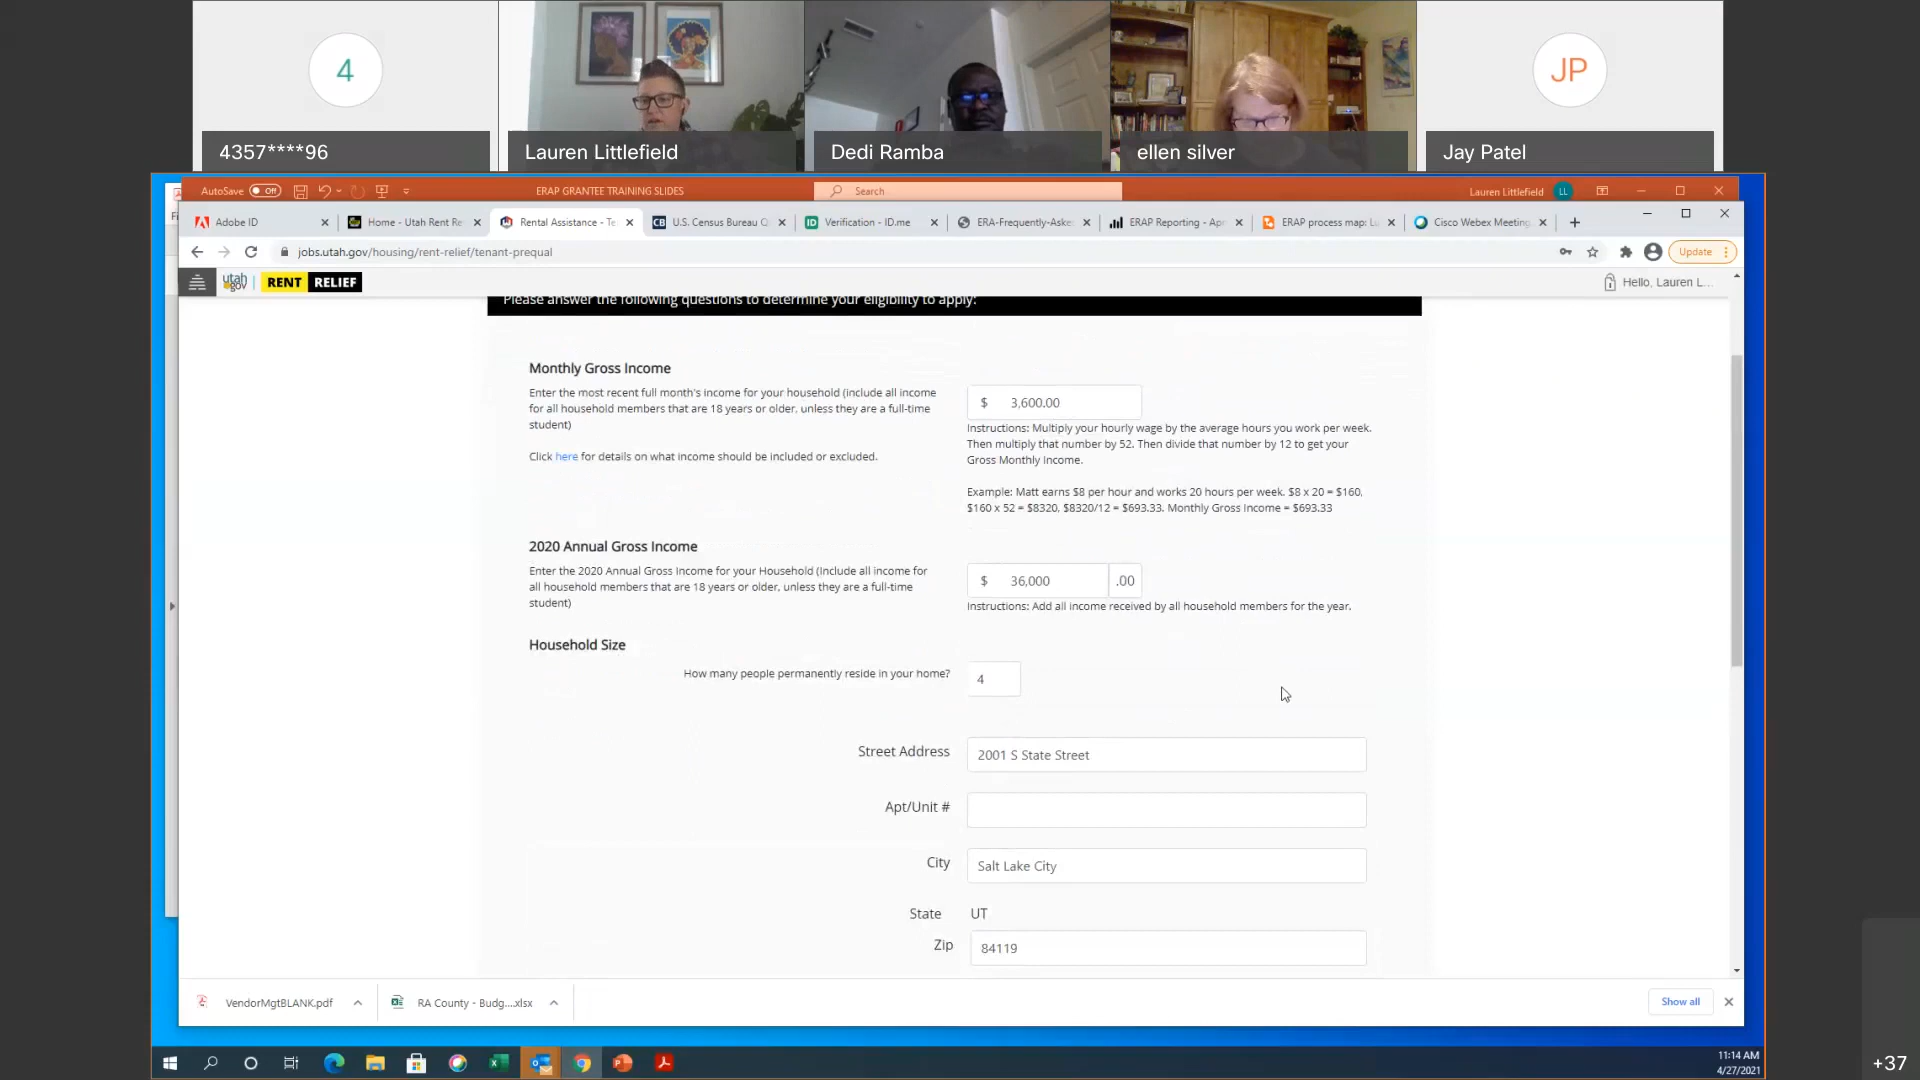 4
JP
4357****96
Lauren Littlefield
Dedi Ramba
ellen silver
Jay Patel
AutoSave Off
ERAP GRANTEE TRAINING SLIDES
Search
Lauren Littlefield LL
Adobe ID
Home - Utah Rent Re
Rental Assistance - Te
CB U.S. Census Bureau Q
ID Verification - ID.me
ERA-Frequently-Aske
ERAP Reporting - Apr
ERAP process map: Lu
Cisco Webex Meeting
jobs.utah.gov/housing/rent-relief/tenant-prequal
Update
utah gov RENT RELIEF
Hello, Lauren L...
Please answer the following questions to determine your eligibility to apply:
Monthly Gross Income
Enter the most recent full month's income for your household (include all income
for all household members that are 18 years or older, unless they are a full-time
student)
Click here for details on what income should be included or excluded.
$ 3,600.00
Instructions: Multiply your hourly wage by the average hours you work per week.
Then multiply that number by 52. Then divide that number by 12 to get your
Gross Monthly Income.
Example: Matt earns $8 per hour and works 20 hours per week. $8 x 20 = $160,
$160 x 52 = $8320, $8320/12 = $693.33. Monthly Gross Income = $693.33
2020 Annual Gross Income
Enter the 2020 Annual Gross Income for your Household (Include all income for
all household members that are 18 years or older, unless they are a full-time
student)
$ 36,000 .00
Instructions: Add all income received by all household members for the year.
Household Size
How many people permanently reside in your home? 4
Street Address 2001 S State Street
Apt/Unit #
City Salt Lake City
State UT
Zip 84119
VendorMgtBLANK.pdf
RA County - Budg....xlsx
Show all
11:14 AM
4/27/2021
+37